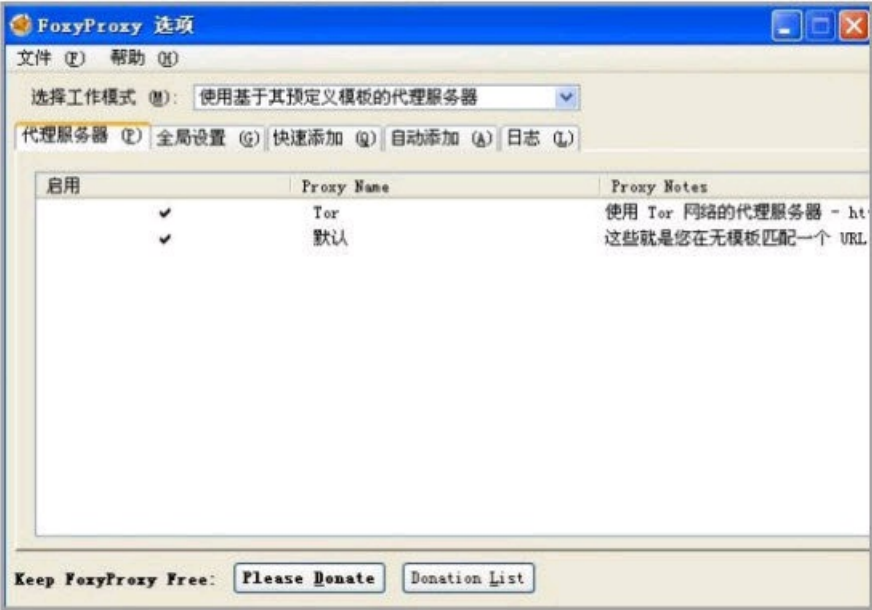 FoxyProxy 选项
文件 (F) 帮助 (H)
选择工作模式 (M): 使用基于其预定义模板的代理服务器
代理服务器 (P) 全局设置 (G) 快速添加 (Q) 自动添加 (A) 日志 (L)
启用 Proxy Name Proxy Notes
Tor 使用 Tor 网络的代理服务器 - ht
默认 这些就是您在无模板匹配一个 URL
Keep FoxyProxy Free: Please Donate Donation List